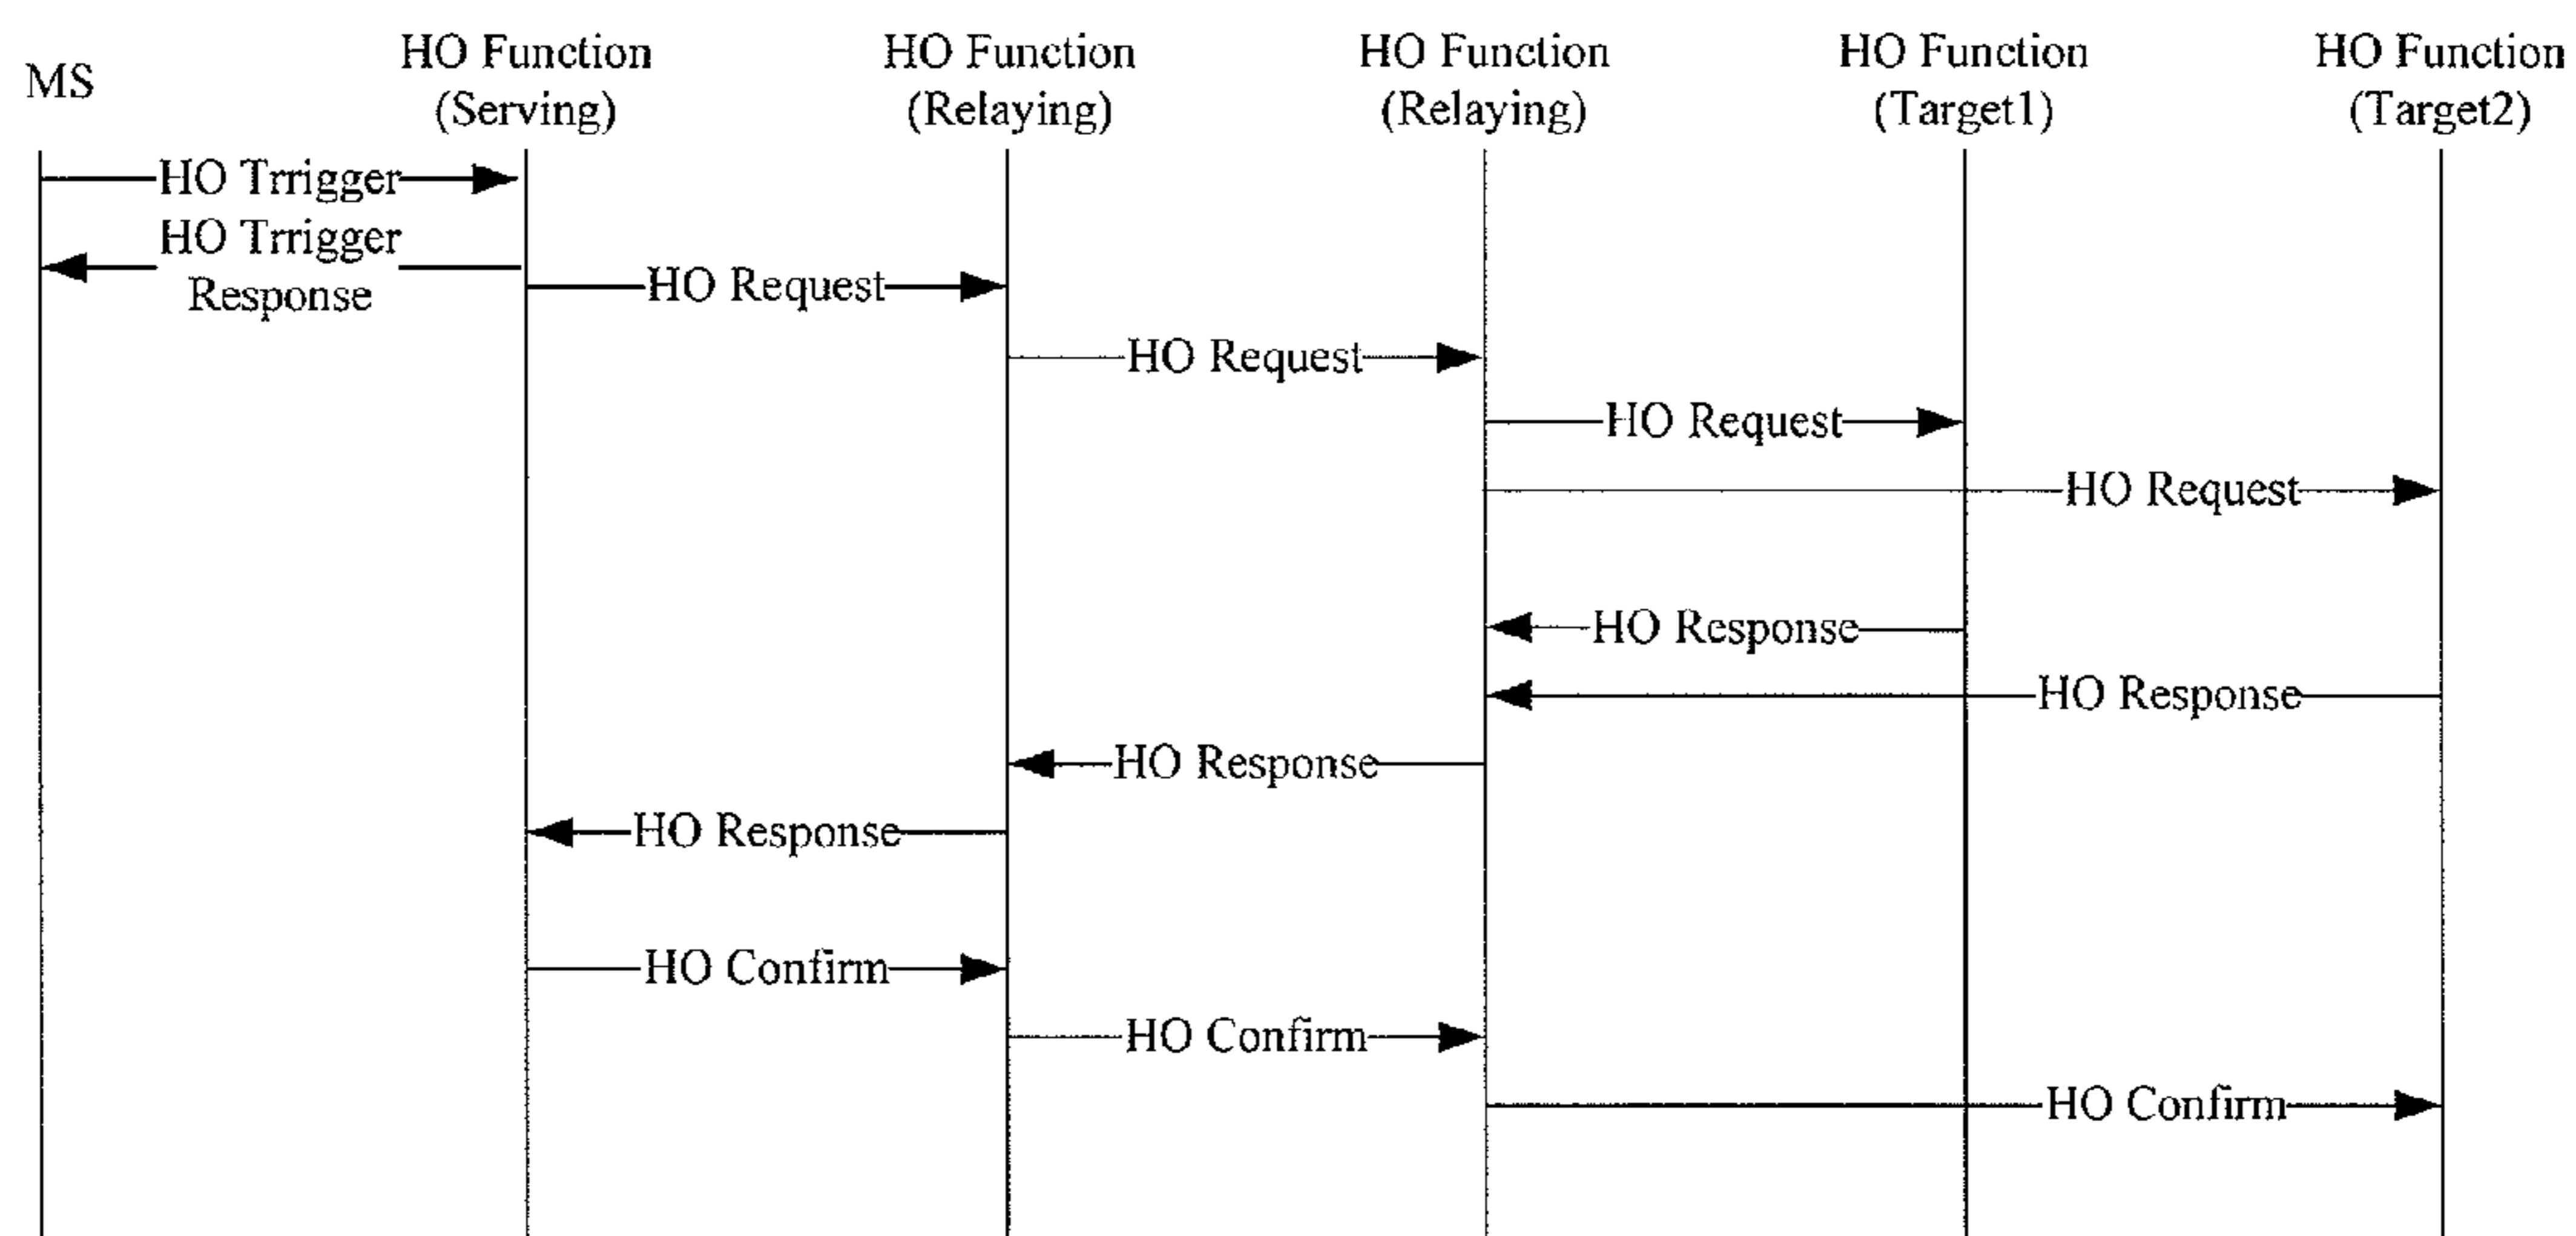 MS
HO Function
(Serving)
HO Function
(Relaying)
HO Function
(Relaying)
HO Function
(Target1)
HO Function
(Target2)
HO Trrigger
HO Trrigger
Response
HO Request
HO Request
HO Request
HO Request
HO Response
HO Response
HO Response
HO Response
HO Confirm
HO Confirm
HO Confirm